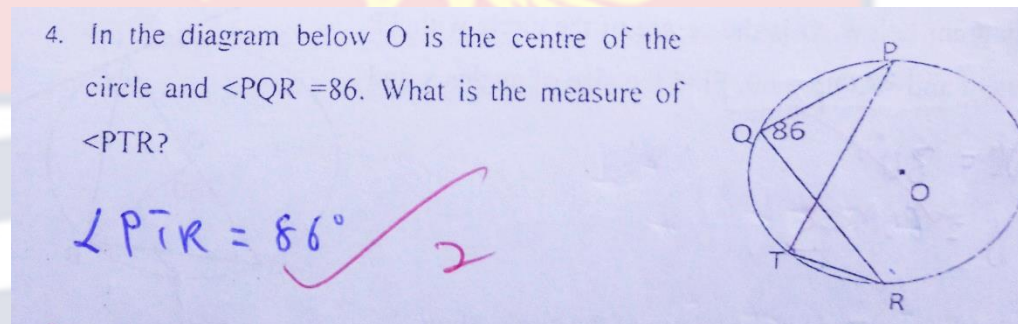 4. In the diagram below O is the centre of the
circle and <PQR =86. What is the measure of
<PTR?
∠PTR = 86°
2
P
Q 86
O
T
R